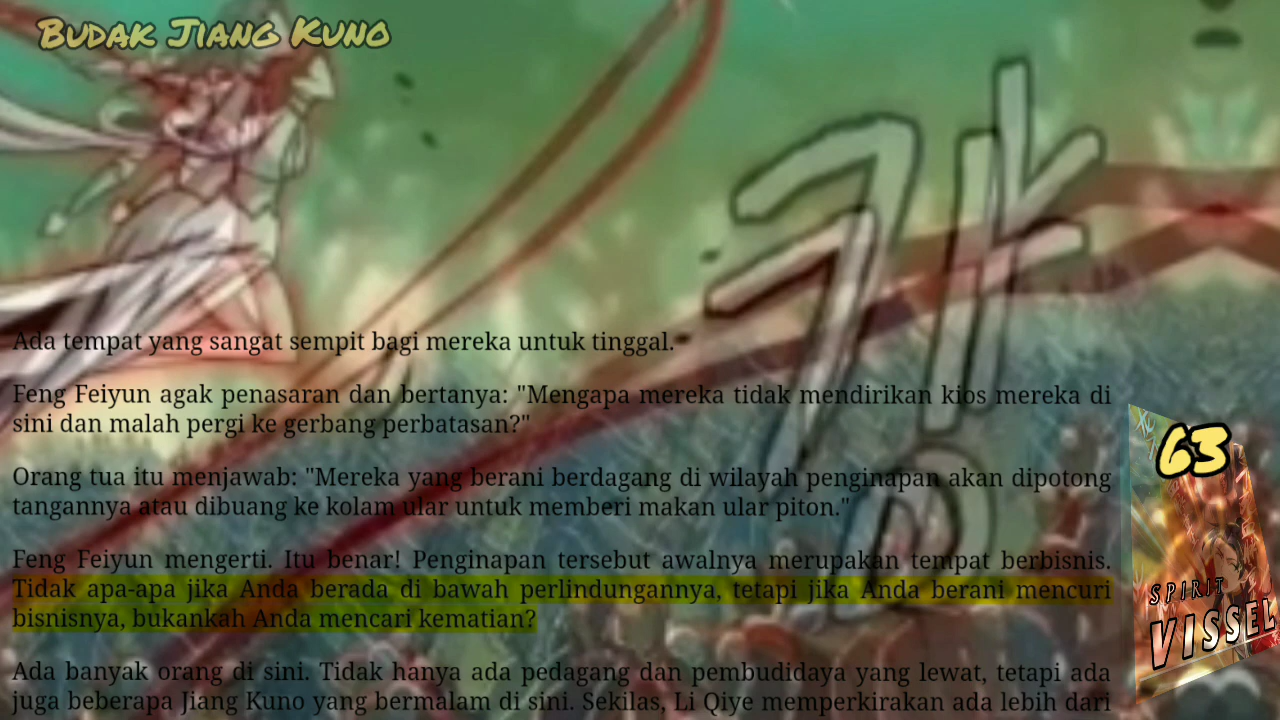 Budak Jiang Kuno
Ada tempat yang sangat sempit bagi mereka untuk tinggal.
Feng Feiyun agak penasaran dan bertanya: "Mengapa mereka tidak mendirikan kios mereka di
sini dan malah pergi ke gerbang perbatasan?"
Orang tua itu menjawab: "Mereka yang berani berdagang di wilayah penginapan akan dipotong
tangannya atau dibuang ke kolam ular untuk memberi makan ular piton."
Feng Feiyun mengerti. Itu benar! Penginapan tersebut awalnya merupakan tempat berbisnis.
Tidak apa-apa jika Anda berada di bawah perlindungannya, tetapi jika Anda berani mencuri
bisnisnya, bukankah Anda mencari kematian?
Ada banyak orang di sini. Tidak hanya ada pedagang dan pembudidaya yang lewat, tetapi ada
juga beberapa Jiang Kuno yang bermalam di sini. Sekilas, Li Qiye memperkirakan ada lebih dari
63
SPIRIT
VISSEL